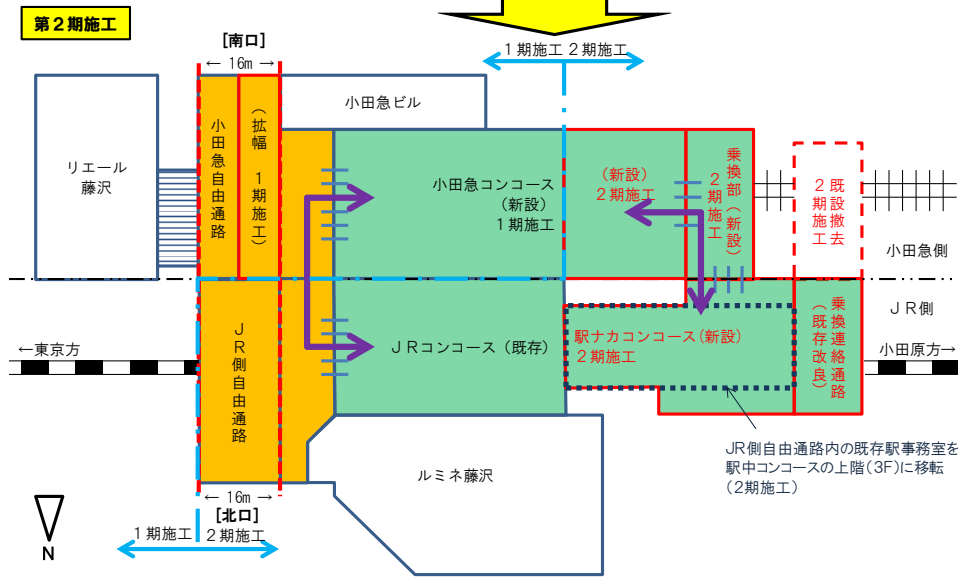 第２期施工
[南口]
← 16m →
１期施工 ２期施工
小田急ビル
リエール
藤沢
小田急自由通路
（拡幅 １期施工）
小田急コンコース
（新設）
１期施工
（新設）
２期施工
乗換部（新設）
２期施工
既設撤去
２期施工
小田急側
ＪＲ側
←東京方
小田原方→
ＪＲ側自由通路
ＪＲコンコース（既存）
駅ナカコンコース(新設)
２期施工
乗換連絡通路
（既存改良）
JR側自由通路内の既存駅事務室を
駅中コンコースの上階(3F)に移転
(2期施工)
ルミネ藤沢
← 16m →
[北口]
１期施工 ２期施工
N